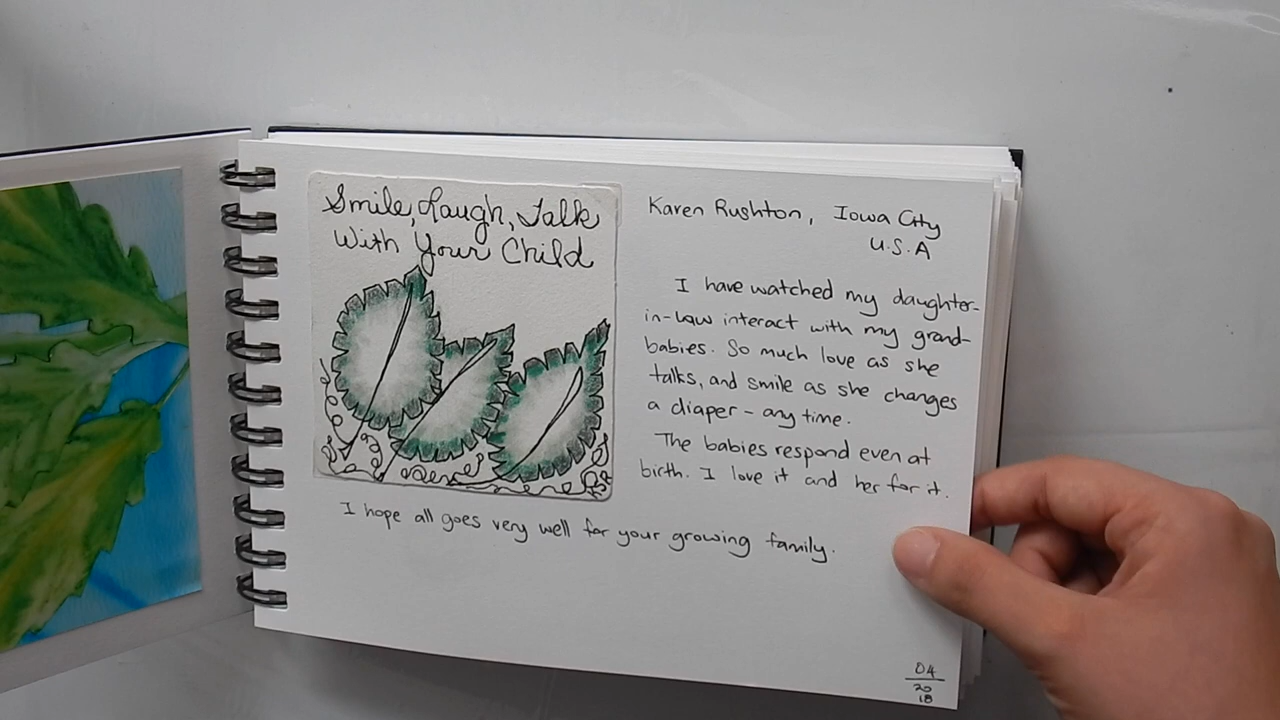 Smile, Laugh, Talk
With Your Child
Karen Rushton, Iowa City
U.S.A
I have watched my daughter-
in-law interact with my grand-
babies. So much love as she
talks, and smile as she changes
a diaper - any time.
The babies respond even at
birth. I love it and her for it.
I hope all goes very well for your growing family.
04
20
18